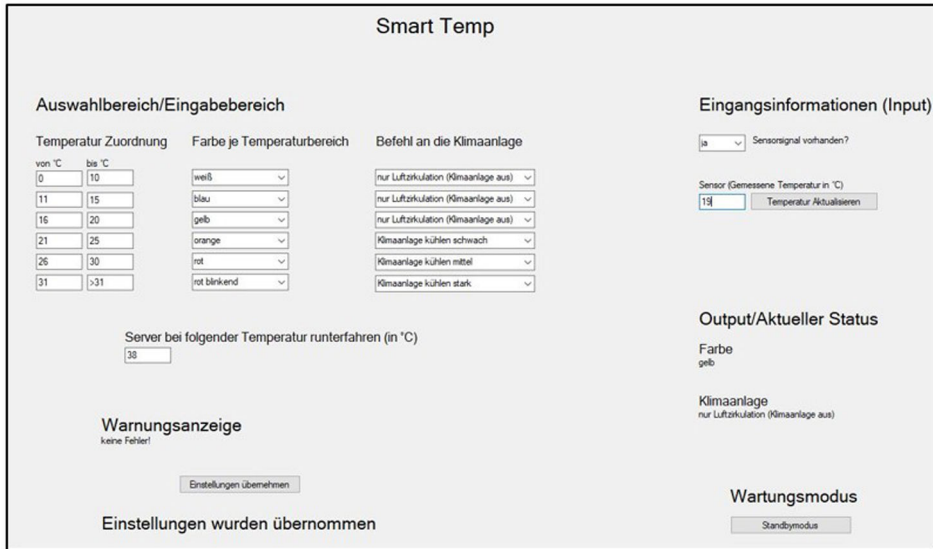 Smart Temp
Auswahlbereich/Eingabebereich
Temperatur Zuordnung Farbe je Temperaturbereich Befehl an die Klimaanlage
von °C bis °C
0 10 weiß nur Luftzirkulation (Klimaanlage aus)
11 15 blau nur Luftzirkulation (Klimaanlage aus)
16 20 gelb nur Luftzirkulation (Klimaanlage aus)
21 25 orange Klimaanlage kühlen schwach
26 30 rot Klimaanlage kühlen mittel
31 >31 rot blinkend Klimaanlage kühlen stark
Server bei folgender Temperatur runterfahren (in °C)
38
Warnungsanzeige
keine Fehler!
Einstellungen übernehmen
Einstellungen wurden übernommen
Eingangsinformationen (Input)
ja Sensorsignal vorhanden?
Sensor (Gemessene Temperatur in °C)
19 Temperatur Aktualisieren
Output/Aktueller Status
Farbe
gelb
Klimaanlage
nur Luftzirkulation (Klimaanlage aus)
Wartungsmodus
Standbymodus